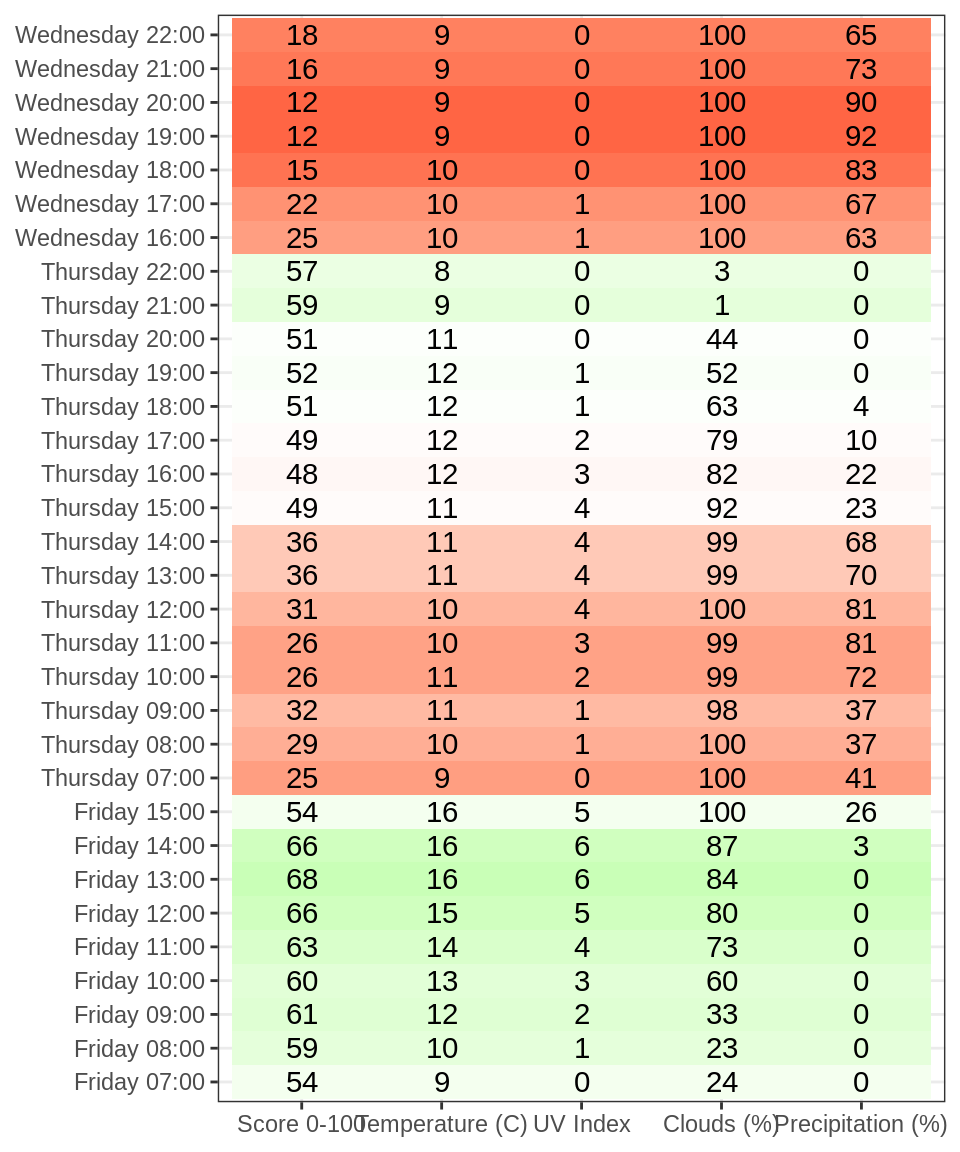 Wednesday 22:00 18 9 0 100 65
Wednesday 21:00 16 9 0 100 73
Wednesday 20:00 12 9 0 100 90
Wednesday 19:00 12 9 0 100 92
Wednesday 18:00 15 10 0 100 83
Wednesday 17:00 22 10 1 100 67
Wednesday 16:00 25 10 1 100 63
Thursday 22:00 57 8 0 3 0
Thursday 21:00 59 9 0 1 0
Thursday 20:00 51 11 0 44 0
Thursday 19:00 52 12 1 52 0
Thursday 18:00 51 12 1 63 4
Thursday 17:00 49 12 2 79 10
Thursday 16:00 48 12 3 82 22
Thursday 15:00 49 11 4 92 23
Thursday 14:00 36 11 4 99 68
Thursday 13:00 36 11 4 99 70
Thursday 12:00 31 10 4 100 81
Thursday 11:00 26 10 3 99 81
Thursday 10:00 26 11 2 99 72
Thursday 09:00 32 11 1 98 37
Thursday 08:00 29 10 1 100 37
Thursday 07:00 25 9 0 100 41
Friday 15:00 54 16 5 100 26
Friday 14:00 66 16 6 87 3
Friday 13:00 68 16 6 84 0
Friday 12:00 66 15 5 80 0
Friday 11:00 63 14 4 73 0
Friday 10:00 60 13 3 60 0
Friday 09:00 61 12 2 33 0
Friday 08:00 59 10 1 23 0
Friday 07:00 54 9 0 24 0
Score 0-100 Temperature (C) UV Index Clouds (%) Precipitation (%)